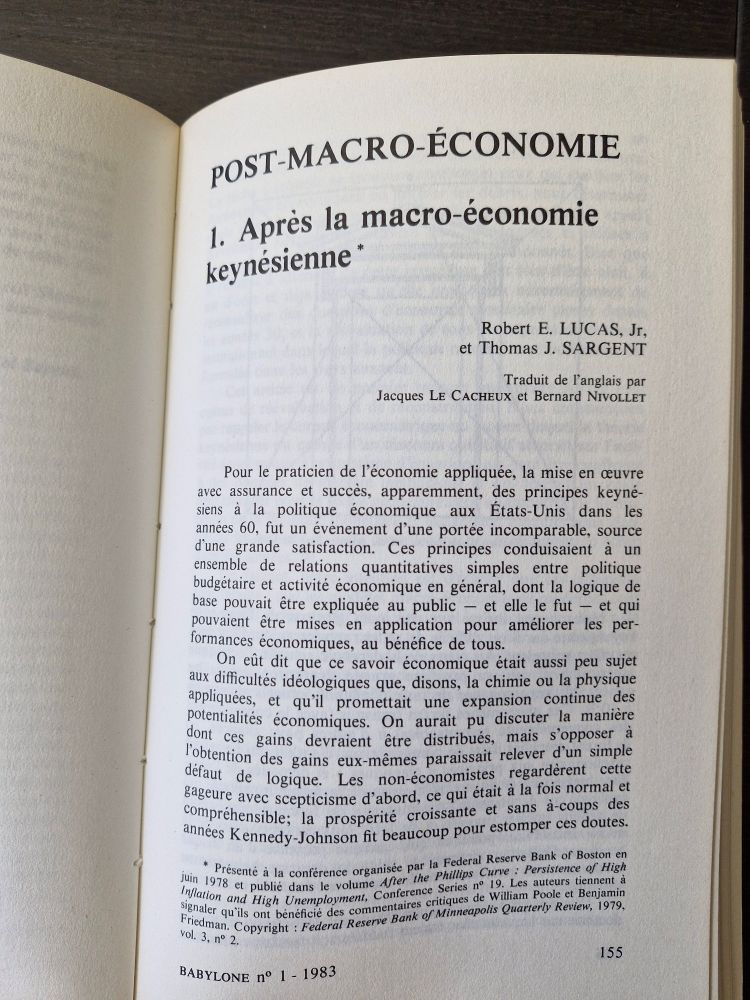 POST-MACRO-ÉCONOMIE
1. Après la macro-économie
keynésienne*
Robert E. LUCAS, Jr,
et Thomas J. SARGENT
Traduit de l'anglais par
Jacques LE CACHEUX et Bernard NIVOLLET
Pour le praticien de l'économie appliquée, la mise en œuvre
avec assurance et succès, apparemment, des principes keyné-
siens à la politique économique aux États-Unis dans les
années 60, fut un événement d'une portée incomparable, source
d'une grande satisfaction. Ces principes conduisaient à un
ensemble de relations quantitatives simples entre politique
budgétaire et activité économique en général, dont la logique de
base pouvait être expliquée au public — et elle le fut — et qui
pouvaient être mises en application pour améliorer les per-
formances économiques, au bénéfice de tous.
On eût dit que ce savoir économique était aussi peu sujet
aux difficultés idéologiques que, disons, la chimie ou la physique
appliquées, et qu'il promettait une expansion continue des
potentialités économiques. On aurait pu discuter la manière
dont ces gains devraient être distribués, mais s'opposer à
l'obtention des gains eux-mêmes paraissait relever d'un simple
défaut de logique. Les non-économistes regardèrent cette
gageure avec scepticisme d'abord, ce qui était à la fois normal et
compréhensible; la prospérité croissante et sans à-coups des
années Kennedy-Johnson fit beaucoup pour estomper ces doutes.
* Présenté à la conférence organisée par la Federal Reserve Bank of Boston en
juin 1978 et publié dans le volume After the Phillips Curve : Persistence of High
Inflation and High Unemployment, Conference Series nº 19. Les auteurs tiennent à
signaler qu'ils ont bénéficié des commentaires critiques de William Poole et Benjamin
Friedman. Copyright : Federal Reserve Bank of Minneapolis Quarterly Review, 1979,
vol. 3, nº 2.
155
BABYLONE nº 1 - 1983